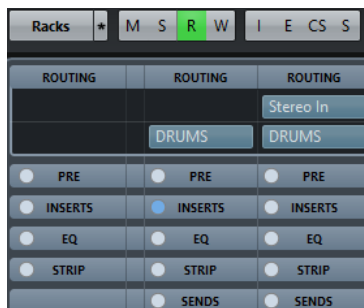 Racks * M S R W I E CS S
ROUTING ROUTING ROUTING
Stereo In
DRUMS DRUMS
PRE PRE PRE
INSERTS INSERTS INSERTS
EQ EQ EQ
STRIP STRIP STRIP
SENDS SENDS